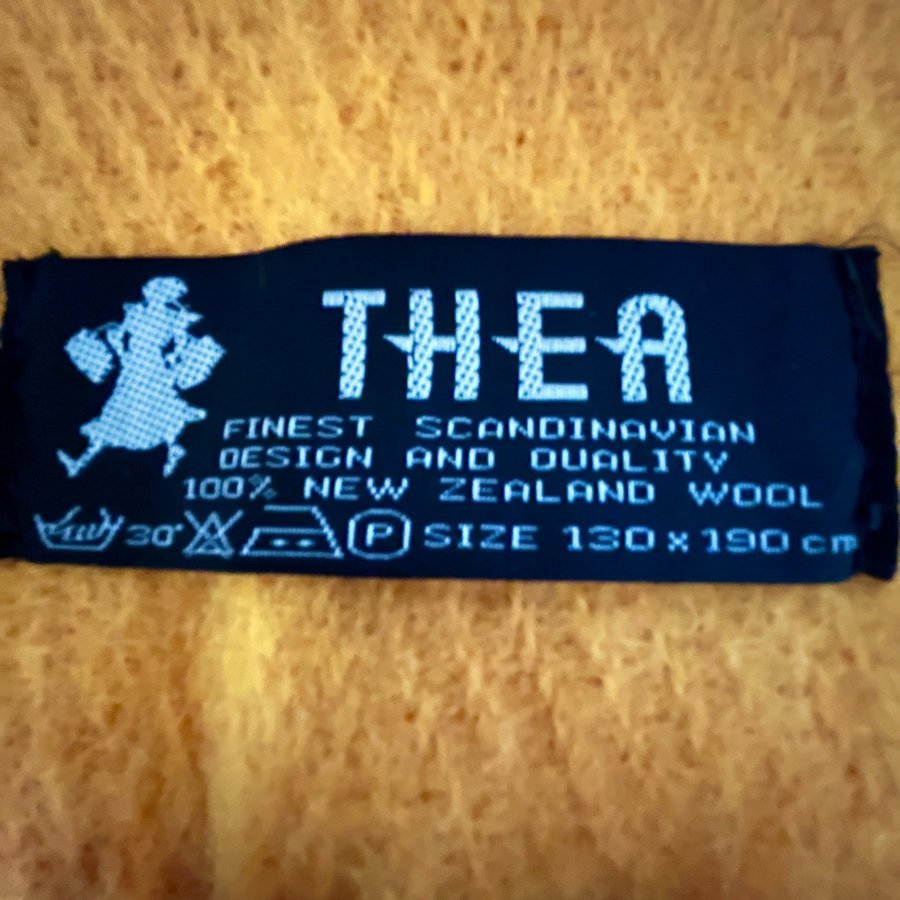 THEA
FINEST SCANDINAVIAN
DESIGN AND QUALITY
100% NEW ZEALAND WOOL
30° P SIZE 130 x 190 cm